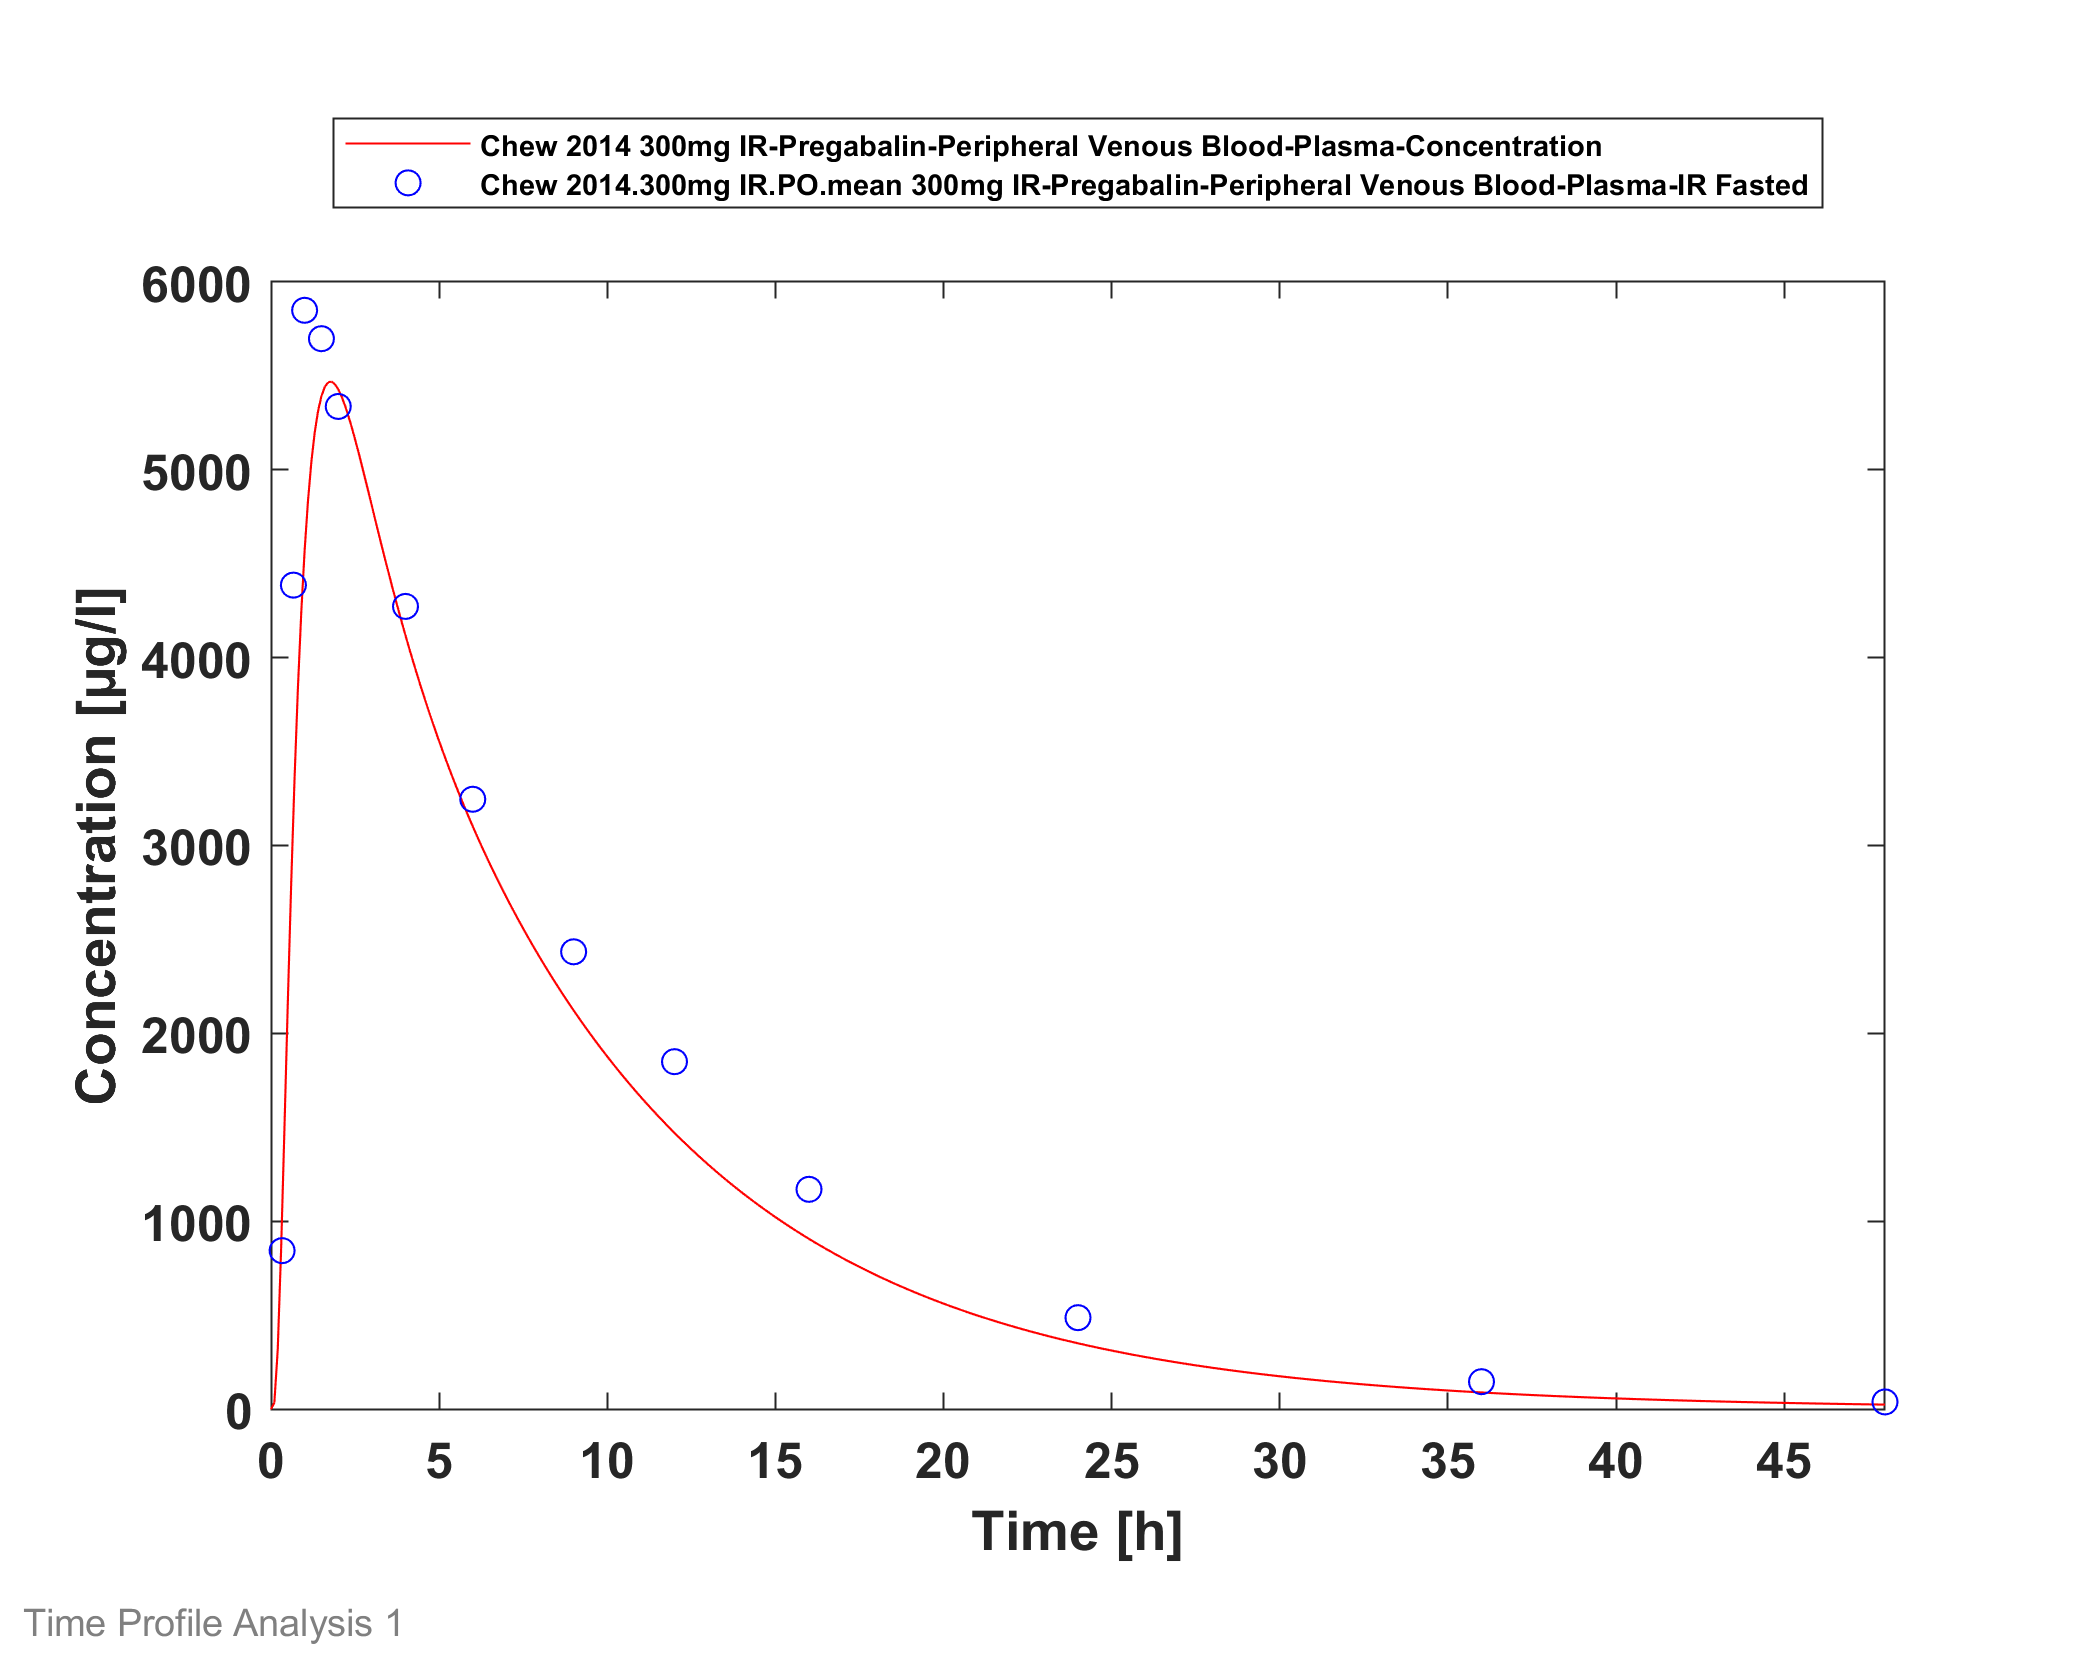 Chew 2014 300mg IR-Pregabalin-Peripheral Venous Blood-Plasma-Concentration
Chew 2014.300mg IR.PO.mean 300mg IR-Pregabalin-Peripheral Venous Blood-Plasma-IR Fasted
6000
5000
4000
3000
2000
1000
0
Concentration [µg/l]
0 5 10 15 20 25 30 35 40 45
Time [h]
Time Profile Analysis 1